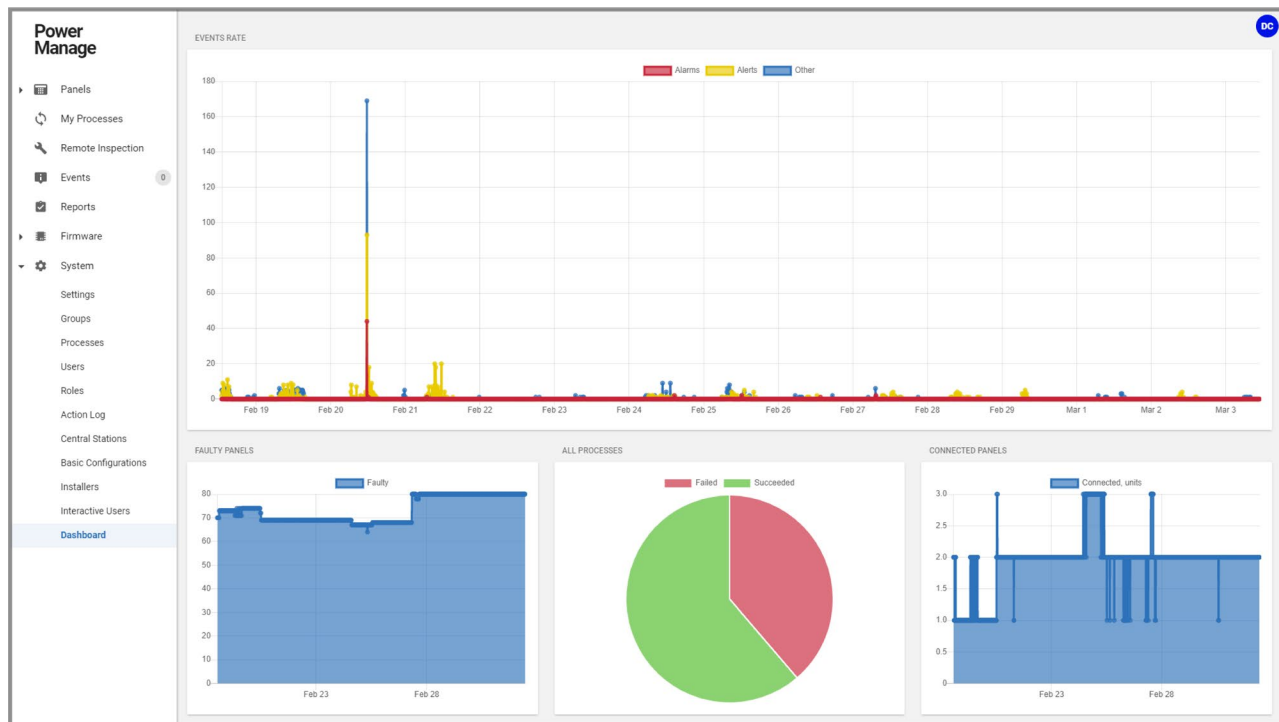 Power
Manage
DC
Panels
My Processes
Remote Inspection
Events 0
Reports
Firmware
System
Settings
Groups
Processes
Users
Roles
Action Log
Central Stations
Basic Configurations
Installers
Interactive Users
Dashboard
EVENTS RATE
Alarms Alerts Other
180
160
140
120
100
80
60
40
20
0
Feb 19 Feb 20 Feb 21 Feb 22 Feb 23 Feb 24 Feb 25 Feb 26 Feb 27 Feb 28 Feb 29 Mar 1 Mar 2 Mar 3
FAULTY PANELS
Faulty
80
70
60
50
40
30
20
10
0
Feb 23 Feb 28
ALL PROCESSES
Failed Succeeded
CONNECTED PANELS
Connected, units
3.0
2.5
2.0
1.5
1.0
0.5
0
Feb 23 Feb 28